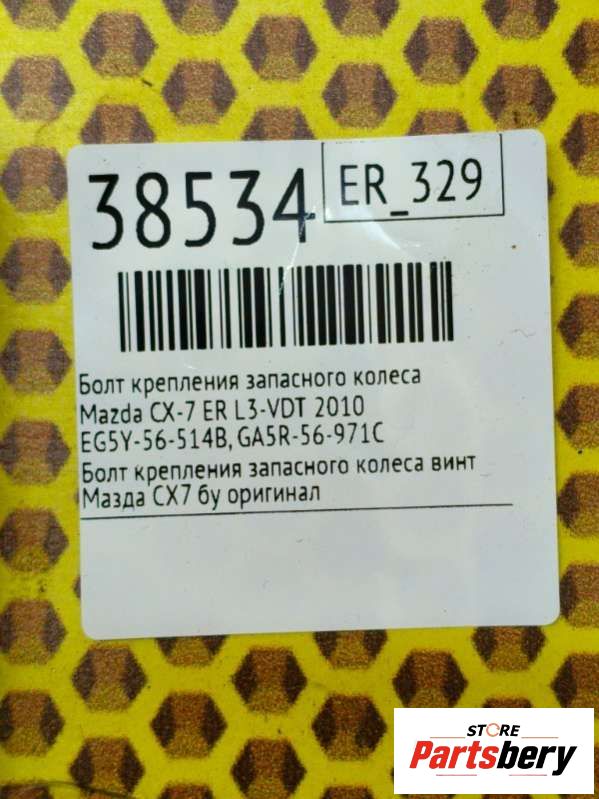 38534
ER_329
Болт крепления запасного колеса
Mazda CX-7 ER L3-VDT 2010
EG5Y-56-514B, GA5R-56-971C
Болт крепления запасного колеса винт
Мазда СХ7 бу оригинал
STORE
Partsbery